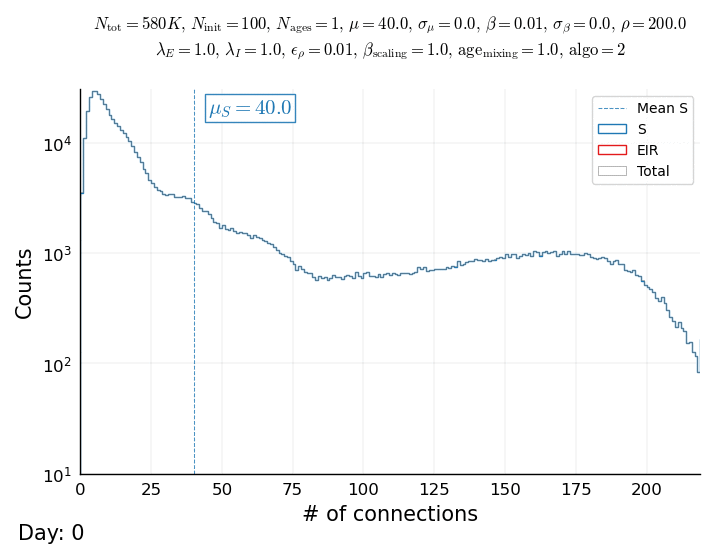 N_tot = 580K, N_init = 100, N_ages = 1, μ = 40.0, σ_μ = 0.0, β = 0.01, σ_β = 0.0, ρ = 200.0
λ_E = 1.0, λ_I = 1.0, ϵ_ρ = 0.01, β_scaling = 1.0, age_mixing = 1.0, algo = 2
μ_S = 40.0
Mean S
S
EIR
Total
10^4
10^3
10^2
10^1
Counts
0 25 50 75 100 125 150 175 200
# of connections
Day: 0